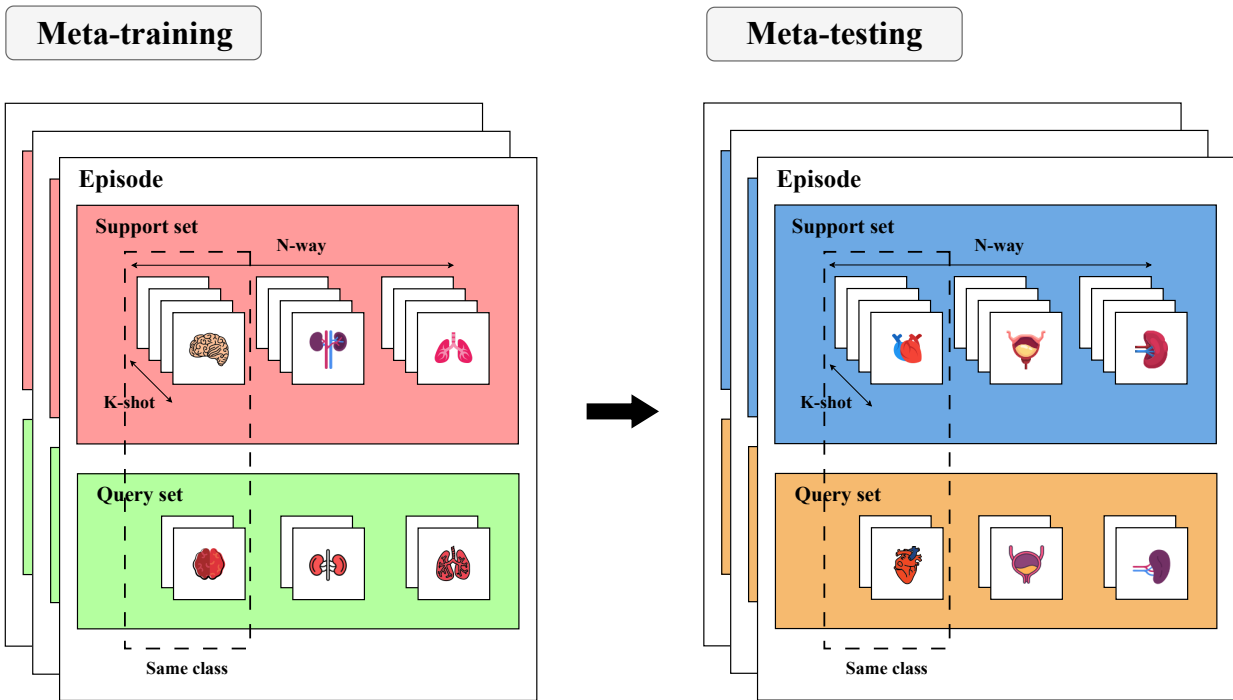 Meta-training
Episode
Support set
N-way
K-shot
Query set
Same class
Meta-testing
Episode
Support set
N-way
K-shot
Query set
Same class